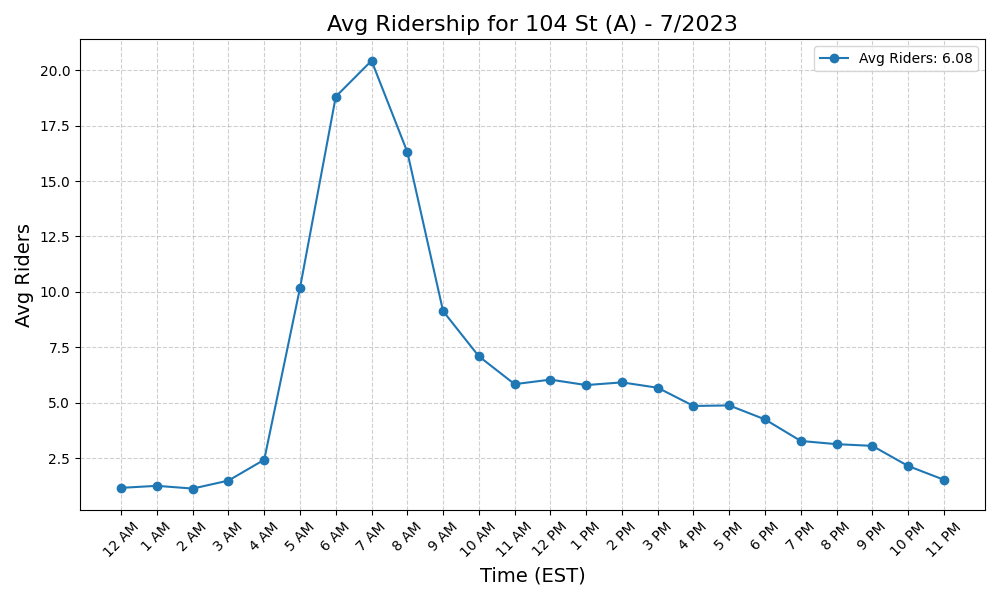 Avg Ridership for 104 St (A) - 7/2023
Avg Riders: 6.08
Avg Riders
20.0
17.5
15.0
12.5
10.0
7.5
5.0
2.5
12 AM
1 AM
2 AM
3 AM
4 AM
5 AM
6 AM
7 AM
8 AM
9 AM
10 AM
11 AM
12 PM
1 PM
2 PM
3 PM
4 PM
5 PM
6 PM
7 PM
8 PM
9 PM
10 PM
11 PM
Time (EST)